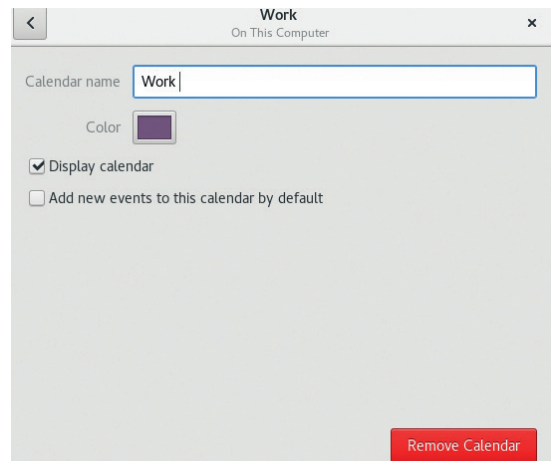 Work
On This Computer
Calendar name Work
Color
Display calendar
Add new events to this calendar by default
Remove Calendar